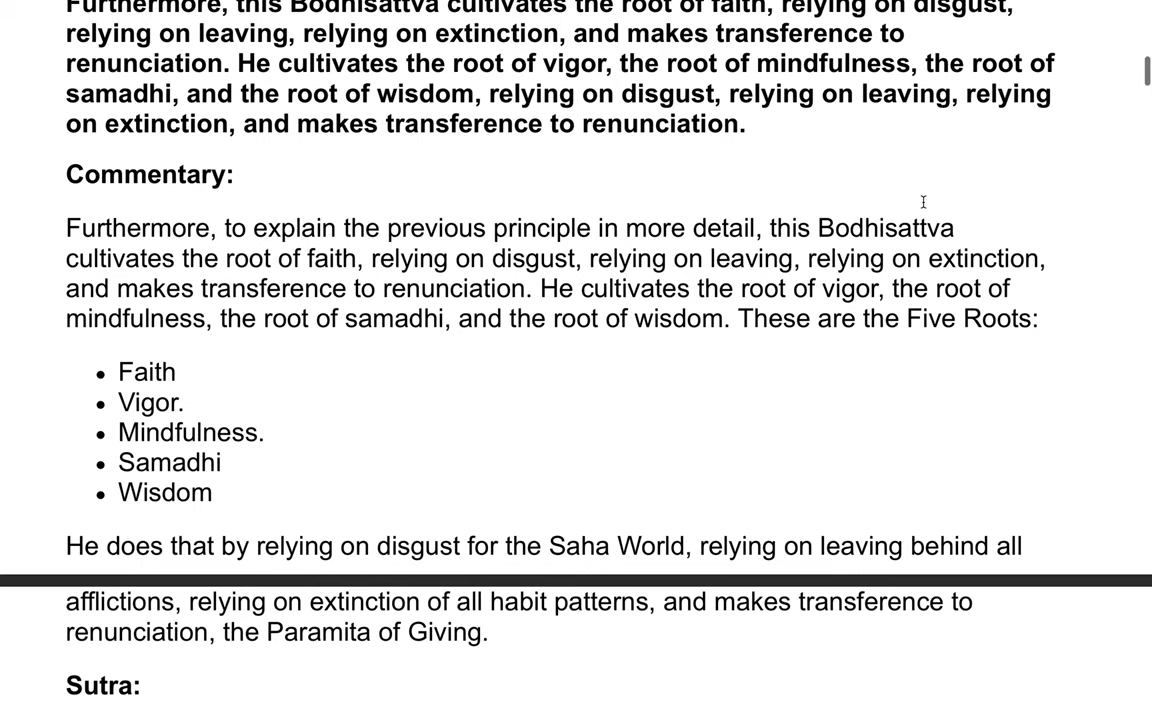 Furthermore, this Bodhisattva cultivates the root of faith, relying on disgust,
relying on leaving, relying on extinction, and makes transference to
renunciation. He cultivates the root of vigor, the root of mindfulness, the root of
samadhi, and the root of wisdom, relying on disgust, relying on leaving, relying
on extinction, and makes transference to renunciation.
Commentary:
Furthermore, to explain the previous principle in more detail, this Bodhisattva
cultivates the root of faith, relying on disgust, relying on leaving, relying on extinction,
and makes transference to renunciation. He cultivates the root of vigor, the root of
mindfulness, the root of samadhi, and the root of wisdom. These are the Five Roots:
• Faith
• Vigor.
• Mindfulness.
• Samadhi
• Wisdom
He does that by relying on disgust for the Saha World, relying on leaving behind all
afflictions, relying on extinction of all habit patterns, and makes transference to
renunciation, the Paramita of Giving.
Sutra: